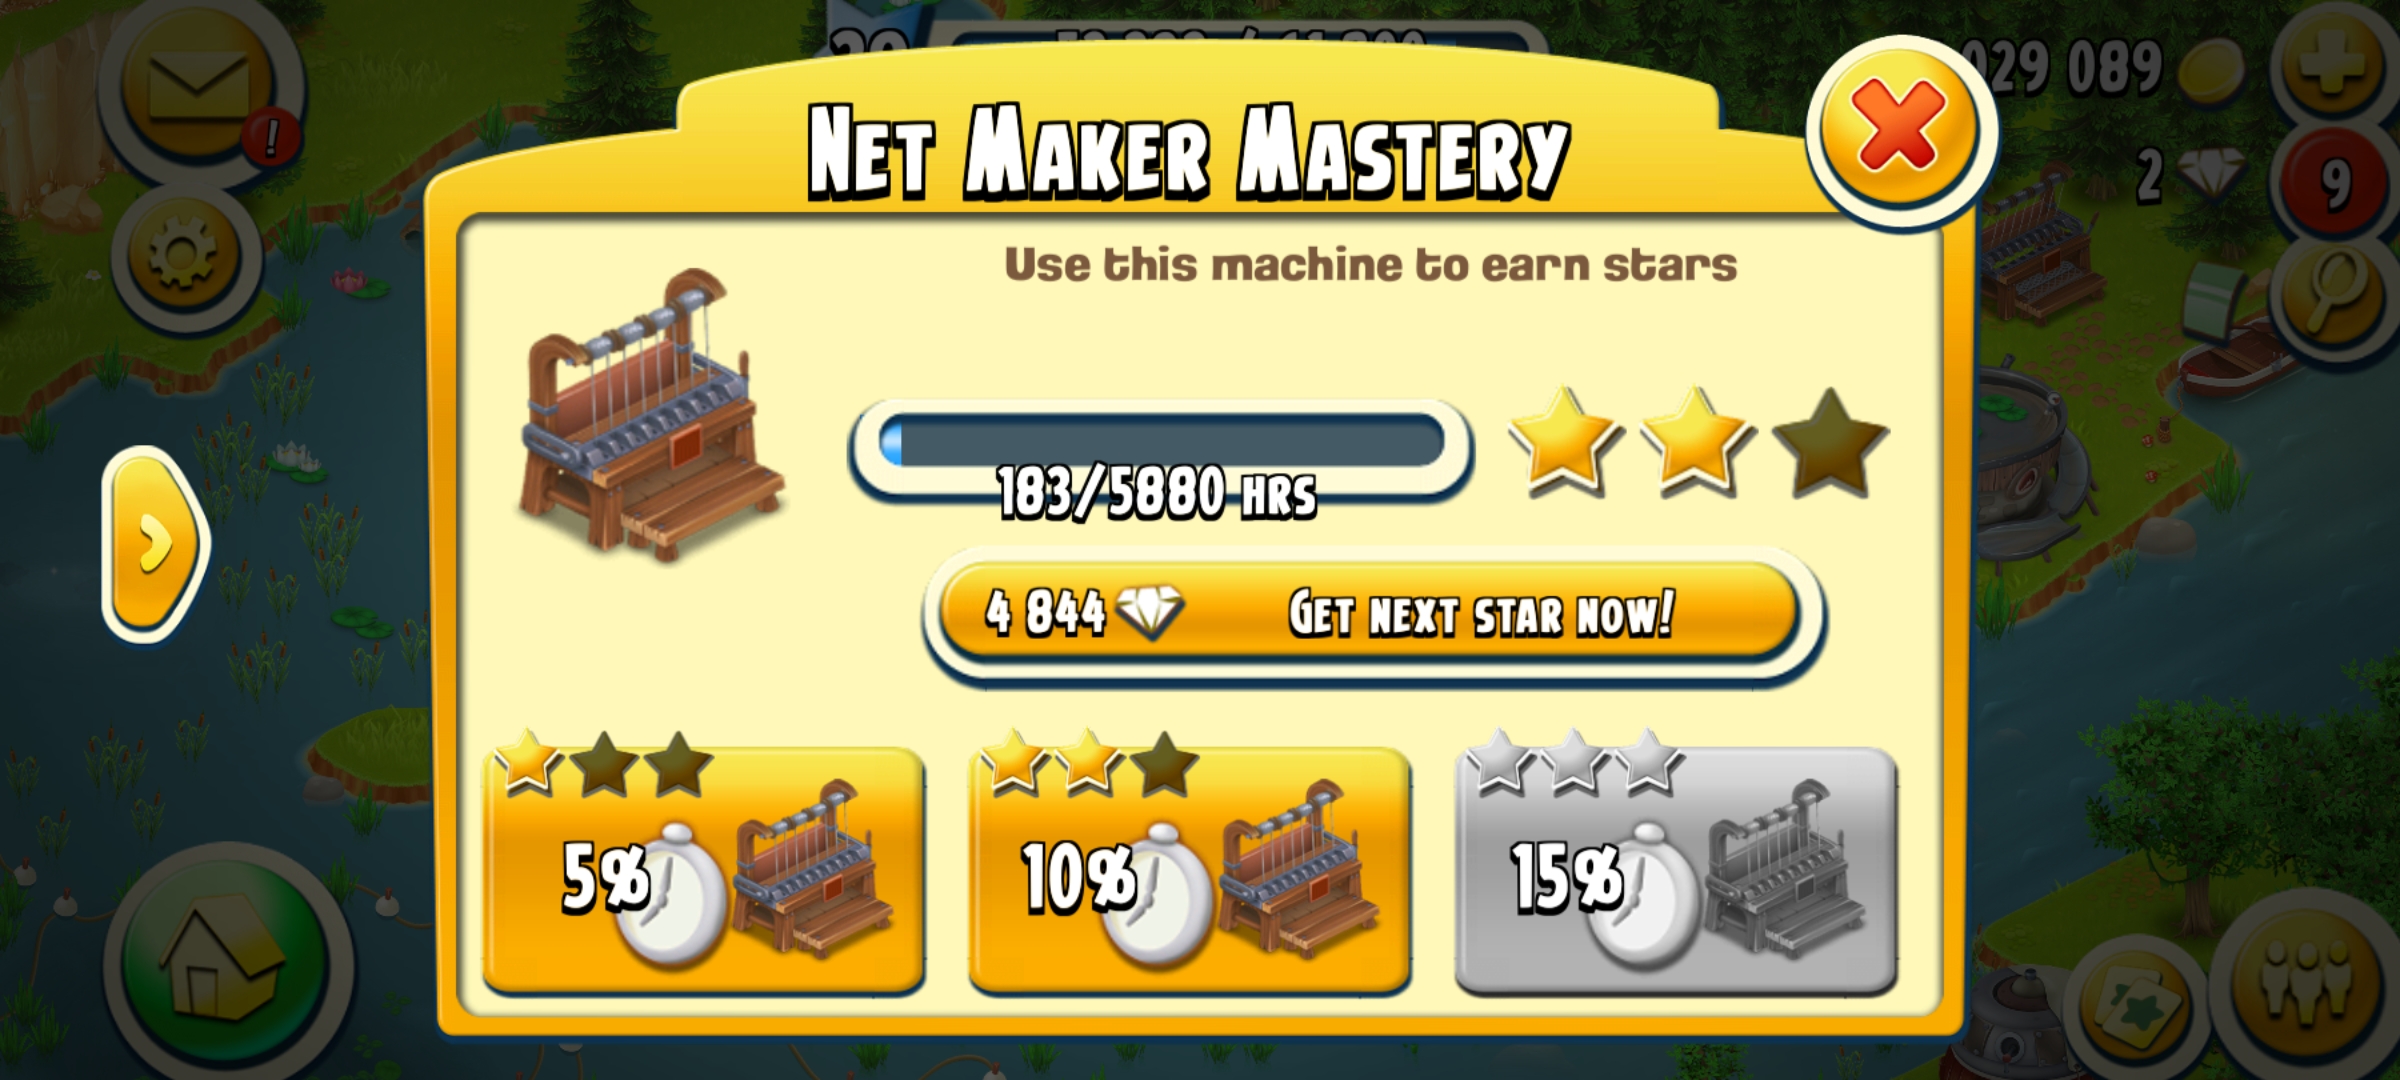 029 089
Net Maker Mastery
!
2
9
Use this machine to earn stars
183/5880 hrs
4 844 Get next star now!
5%
10%
15%